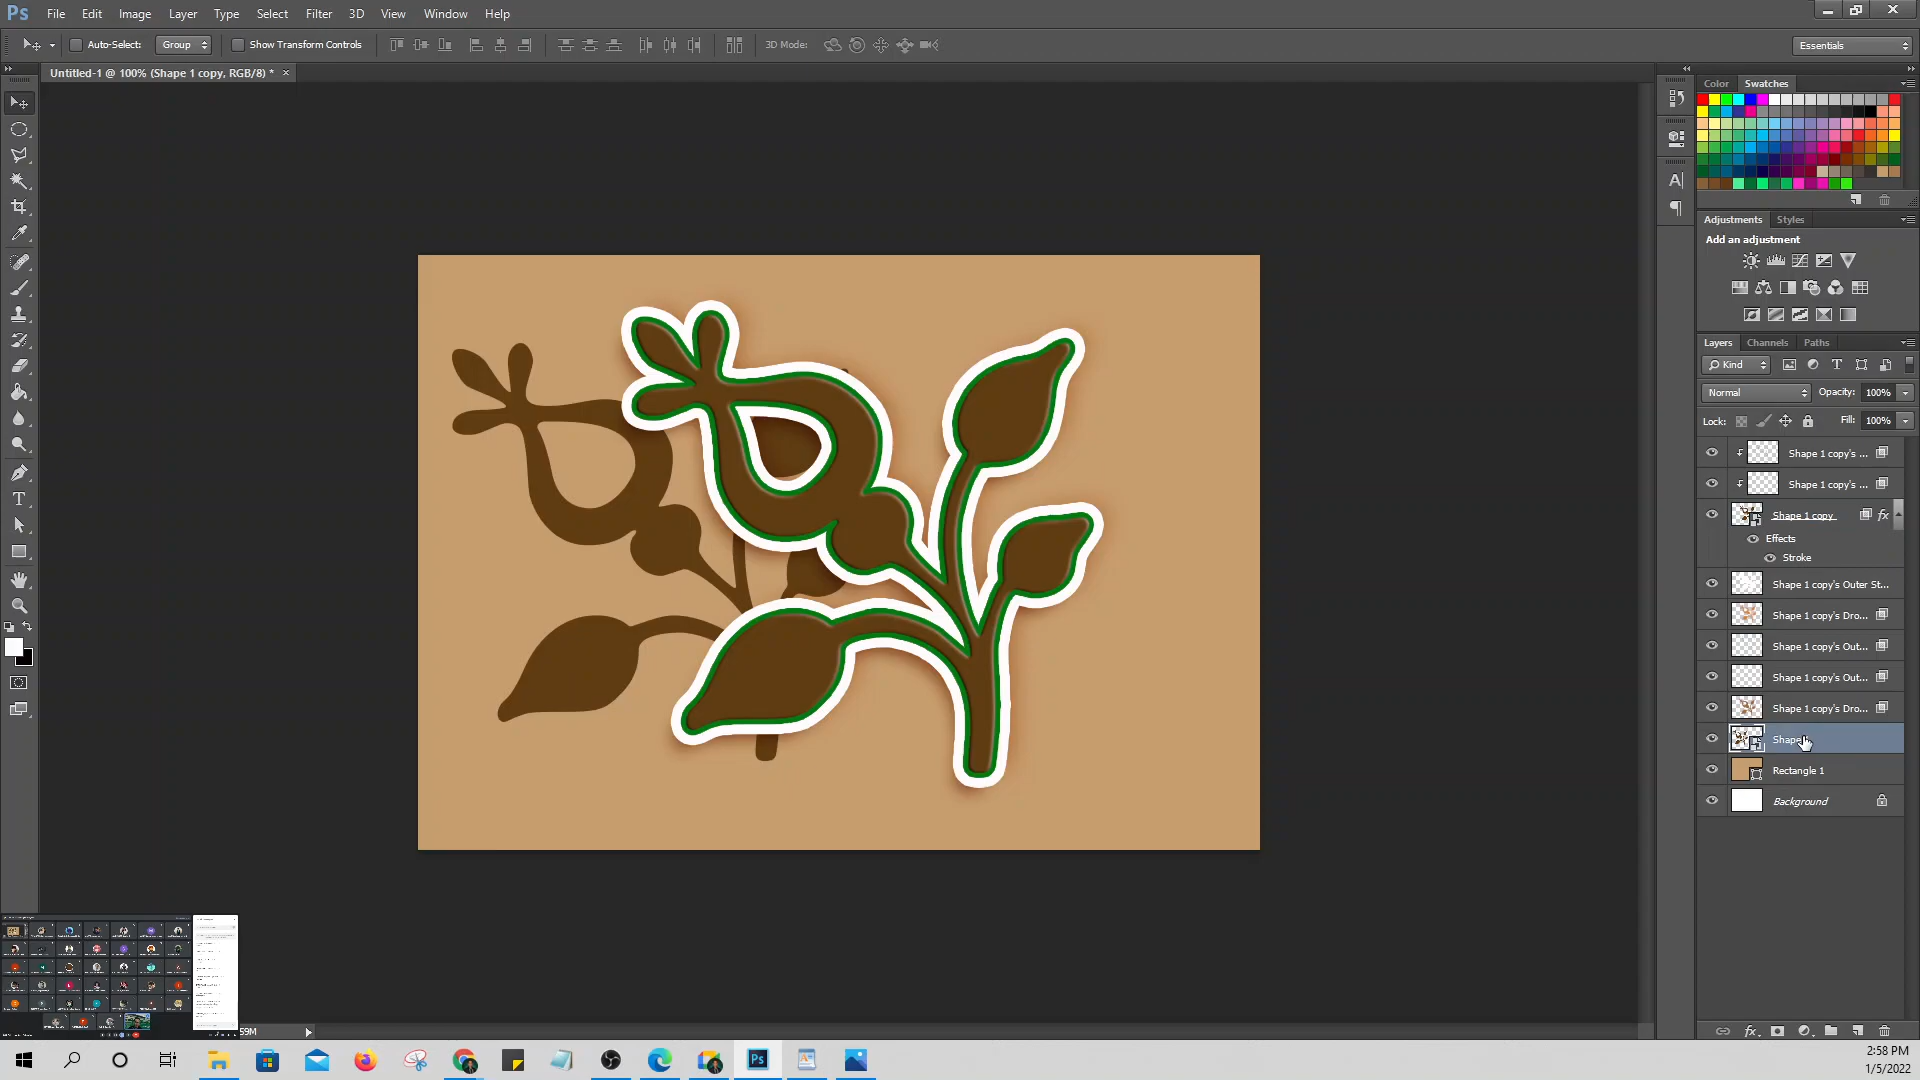 Ps File Edit Image Layer Type Select Filter 3D View Window Help
Auto-Select: Group Show Transform Controls 3D Mode: Essentials
Untitled-1 @ 100% (Shape 1 copy, RGB/8) * ×
Color Swatches
Adjustments Styles
Add an adjustment
Layers Channels Paths
Kind
Normal Opacity: 100%
Lock: Fill: 100%
Shape 1 copy's ...
Shape 1 copy's ...
Shape 1 copy fx
Effects
Stroke
Shape 1 copy's Outer St...
Shape 1 copy's Dro...
Shape 1 copy's Out...
Shape 1 copy's Out...
Shape 1 copy's Dro...
Shape
Rectangle 1
Background
59M
2:58 PM
1/5/2022